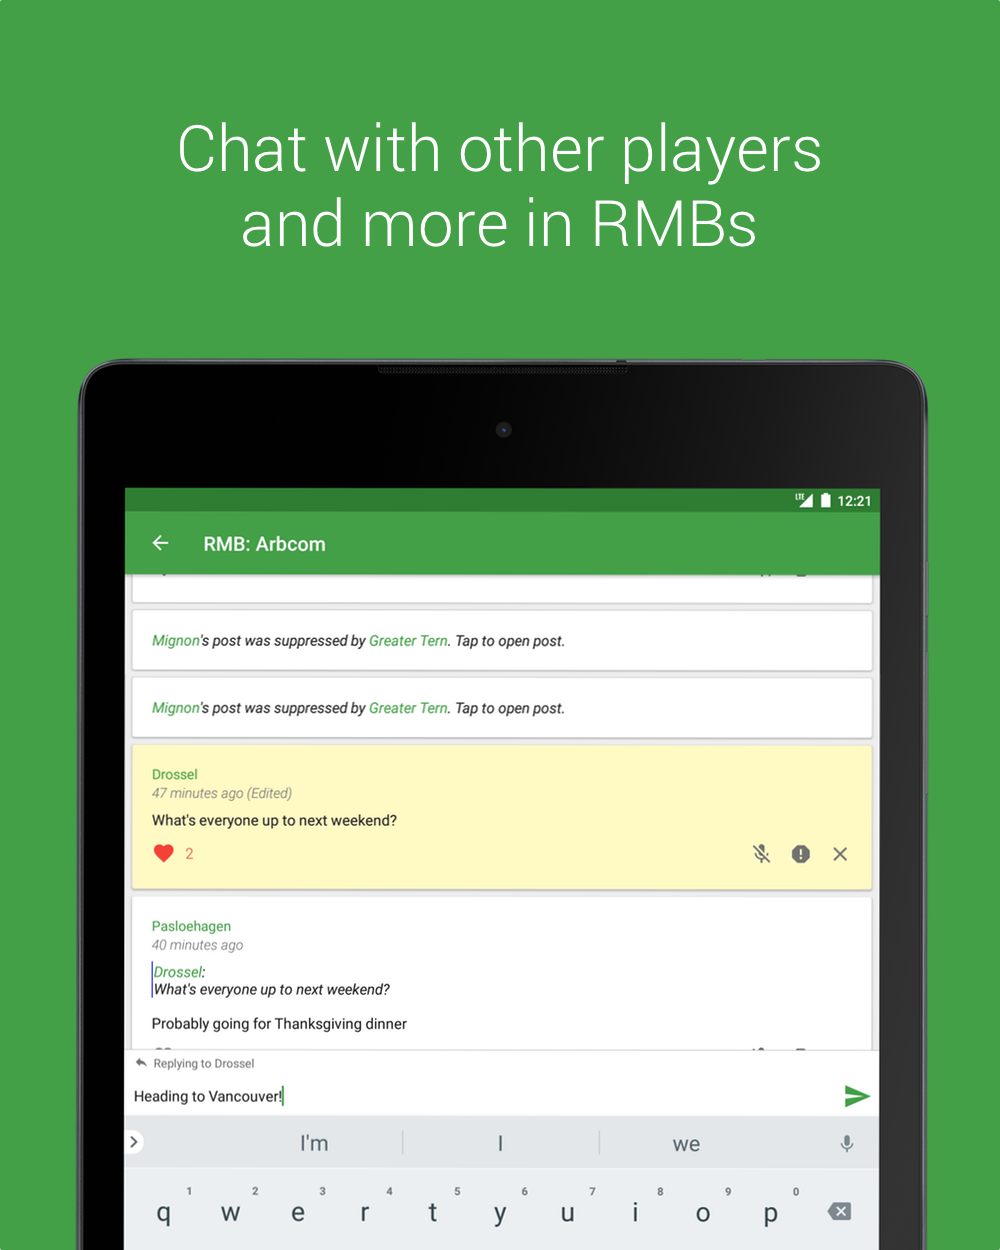 Chat with other players
and more in RMBs
LTE 12:21
RMB: Arbcom
Mignon's post was suppressed by Greater Tern. Tap to open post.
Mignon's post was suppressed by Greater Tern. Tap to open post.
Drossel
47 minutes ago (Edited)
What's everyone up to next weekend?
2
Pasloehagen
40 minutes ago
Drossel:
What's everyone up to next weekend?
Probably going for Thanksgiving dinner
Replying to Drossel
Heading to Vancouver!
I'm I we
1 2 3 4 5 6 7 8 9 0
q w e r t y u i o p